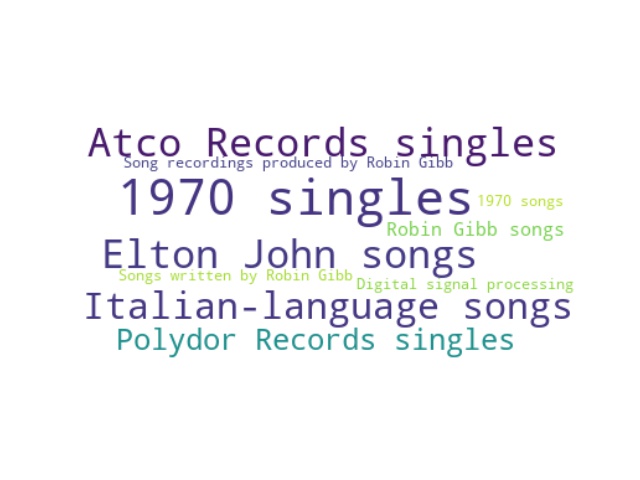 Atco Records singles
Song recordings produced by Robin Gibb
1970 singles
1970 songs
Robin Gibb songs
Elton John songs
Songs written by Robin Gibb
Digital signal processing
Italian-language songs
Polydor Records singles